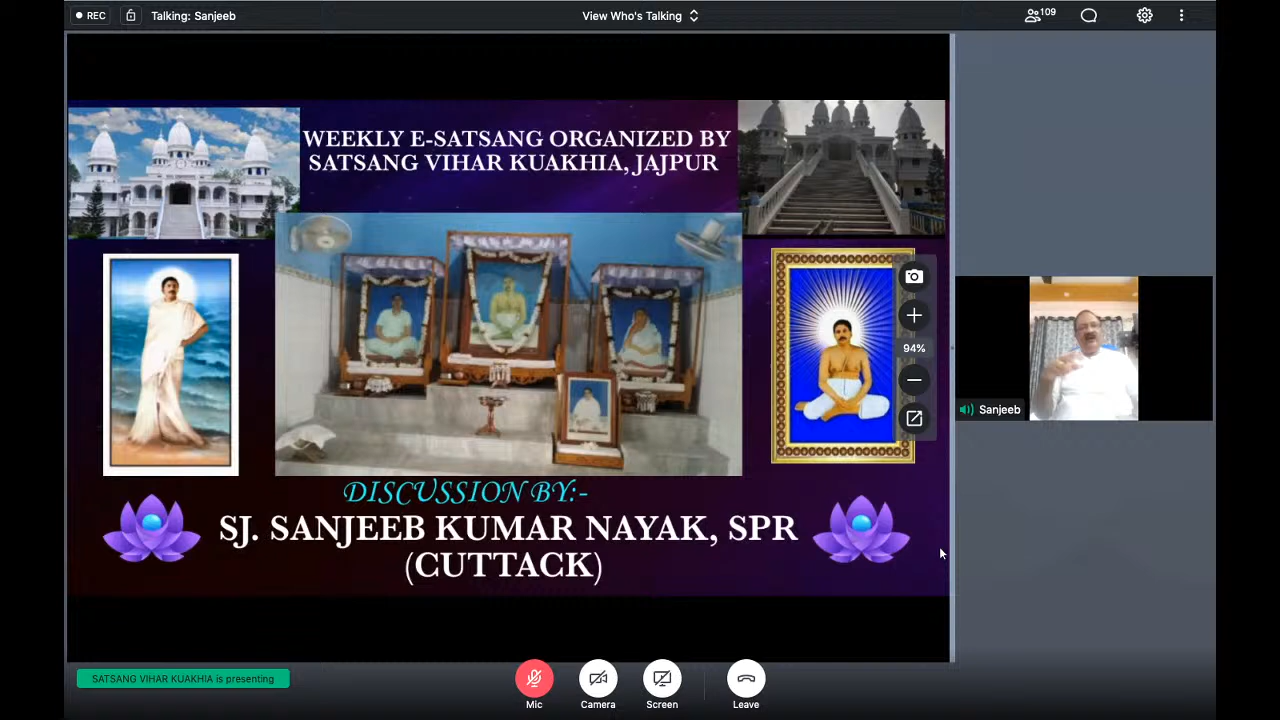 REC
Talking: Sanjeeb
View Who's Talking
109
WEEKLY E-SATSANG ORGANIZED BY
SATSANG VIHAR KUAKHIA, JAJPUR
94%
Sanjeeb
DISCUSSION BY:-
SJ. SANJEEB KUMAR NAYAK, SPR
(CUTTACK)
SATSANG VIHAR KUAKHIA is presenting
Mic
Camera
Screen
Leave